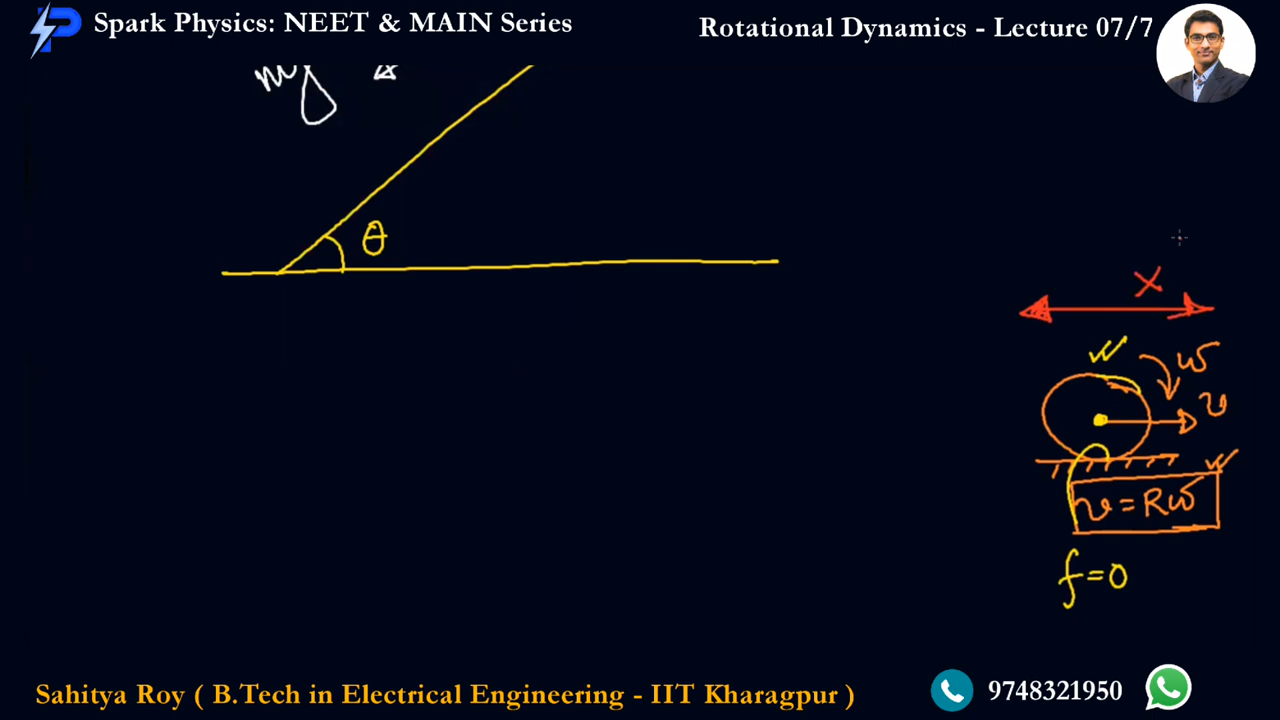 Spark Physics: NEET & MAIN Series
Rotational Dynamics - Lecture 07/7
mg
θ
X
ω
v
v = Rω
f = 0
Sahitya Roy ( B.Tech in Electrical Engineering - IIT Kharagpur )
9748321950